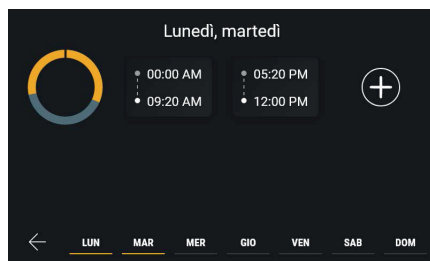 Lunedì, martedì
00:00 AM
09:20 AM
05:20 PM
12:00 PM
LUN MAR MER GIO VEN SAB DOM